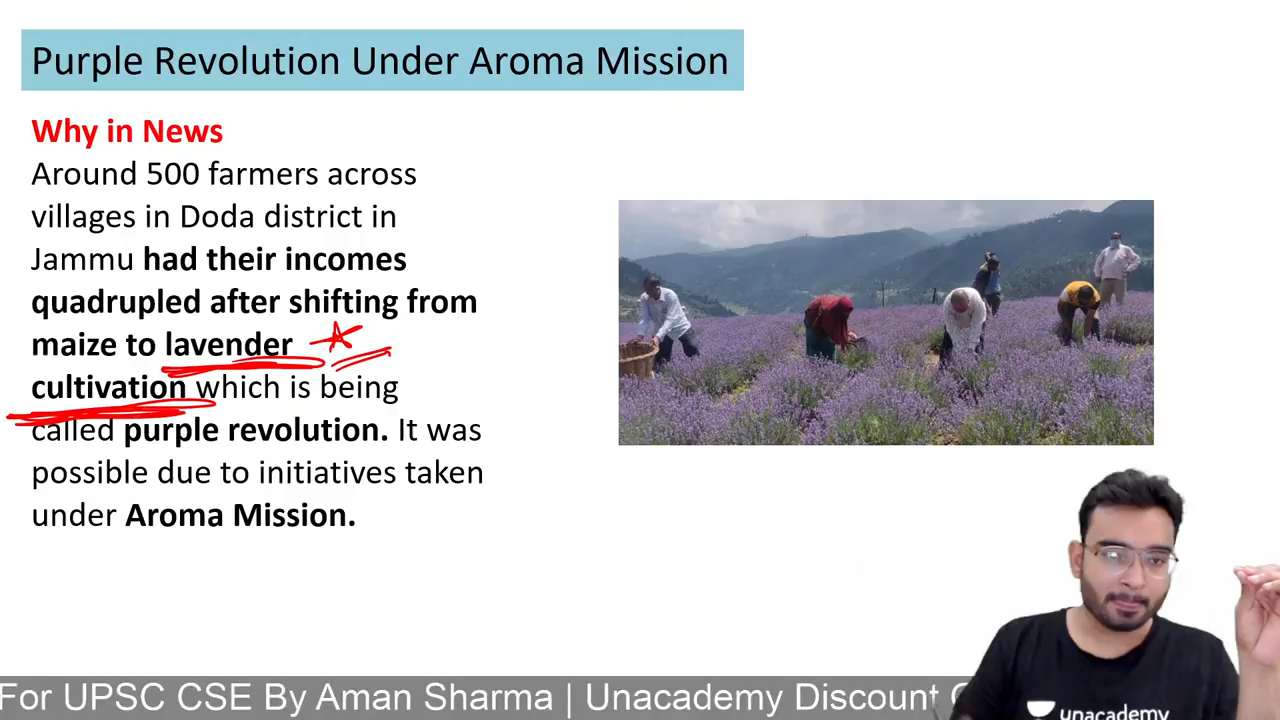 Purple Revolution Under Aroma Mission
Why in News
Around 500 farmers across
villages in Doda district in
Jammu had their incomes
quadrupled after shifting from
maize to lavender
cultivation which is being
called purple revolution. It was
possible due to initiatives taken
under Aroma Mission.
For UPSC CSE By Aman Sharma | Unacademy Discount
unacademy